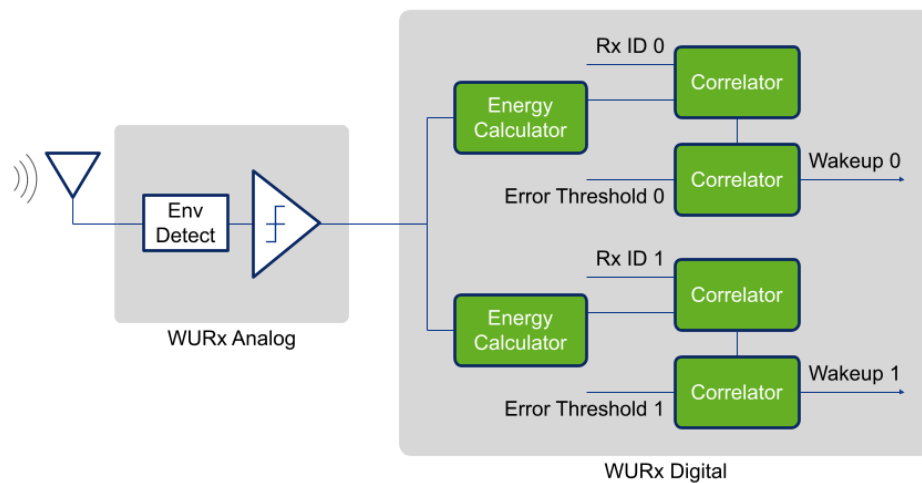 Rx ID 0
Correlator
Energy
Calculator
Wakeup 0
Correlator
Error Threshold 0
Env
Detect
Rx ID 1
Correlator
Energy
Calculator
WURx Analog
Wakeup 1
Correlator
Error Threshold 1
WURx Digital